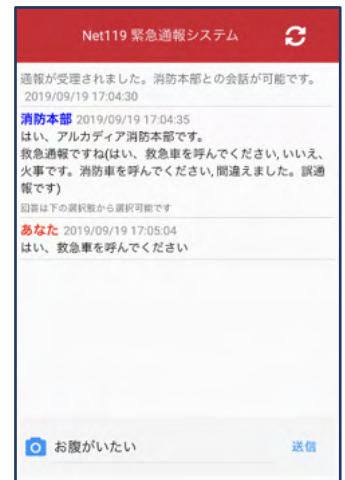 Net119 緊急通報システム
通報が受理されました。消防本部との会話が可能です。
2019/09/19 17:04:30
消防本部 2019/09/19 17:04:35
はい、アルカディア消防本部です。
救急通報ですね(はい、救急車を呼んでください, いいえ、
火事です。消防車を呼んでください, 間違えました。誤通
報です)
回答は下の選択肢から選択可能です
あなた 2019/09/19 17:05:04
はい、救急車を呼んでください
お腹がいたい
送信